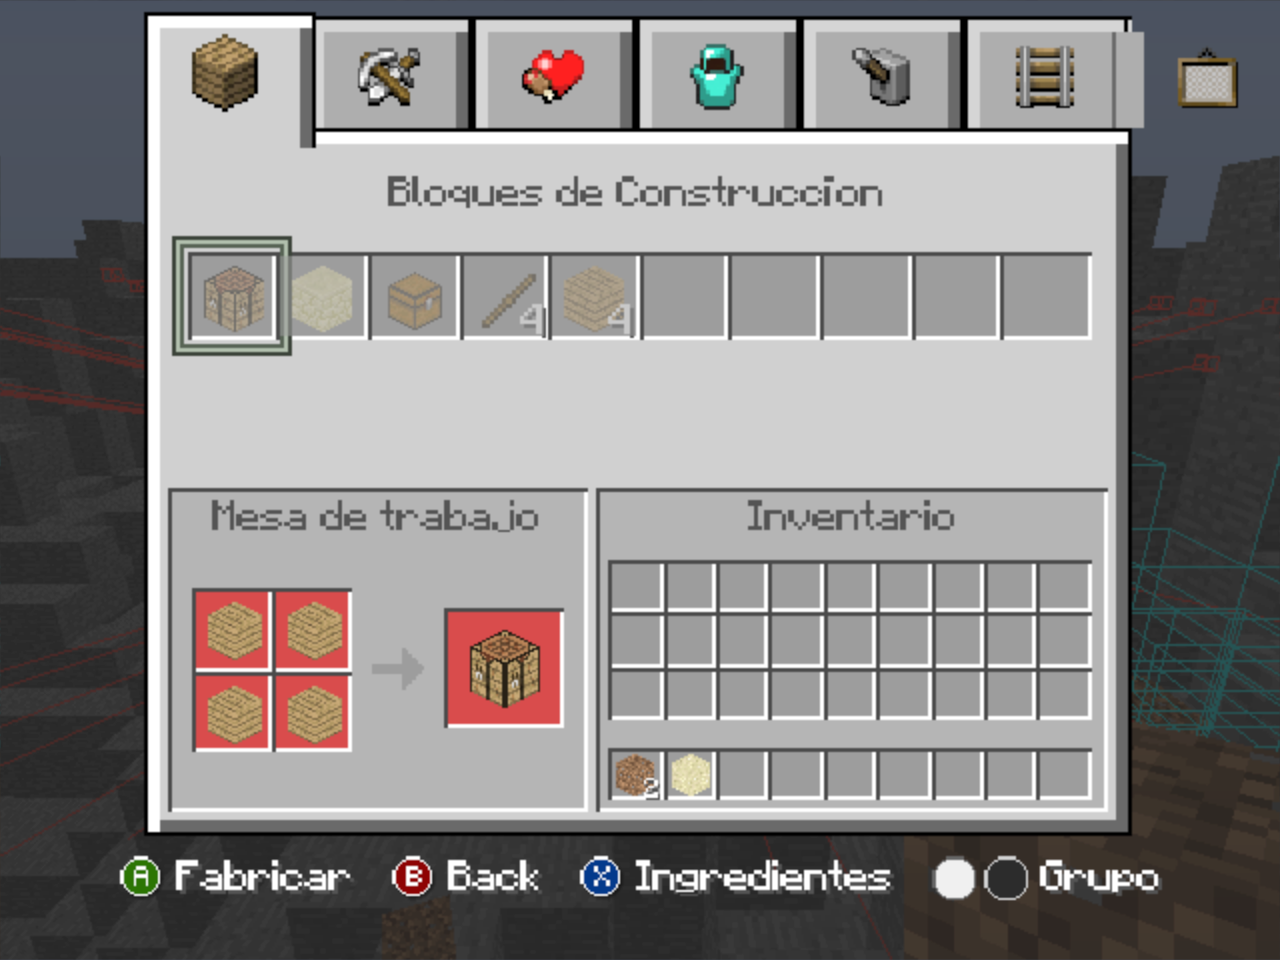 Bloques de Construccion
4 4
Mesa de trabajo
Inventario
2
A Fabricar B Back X Ingredientes Grupo